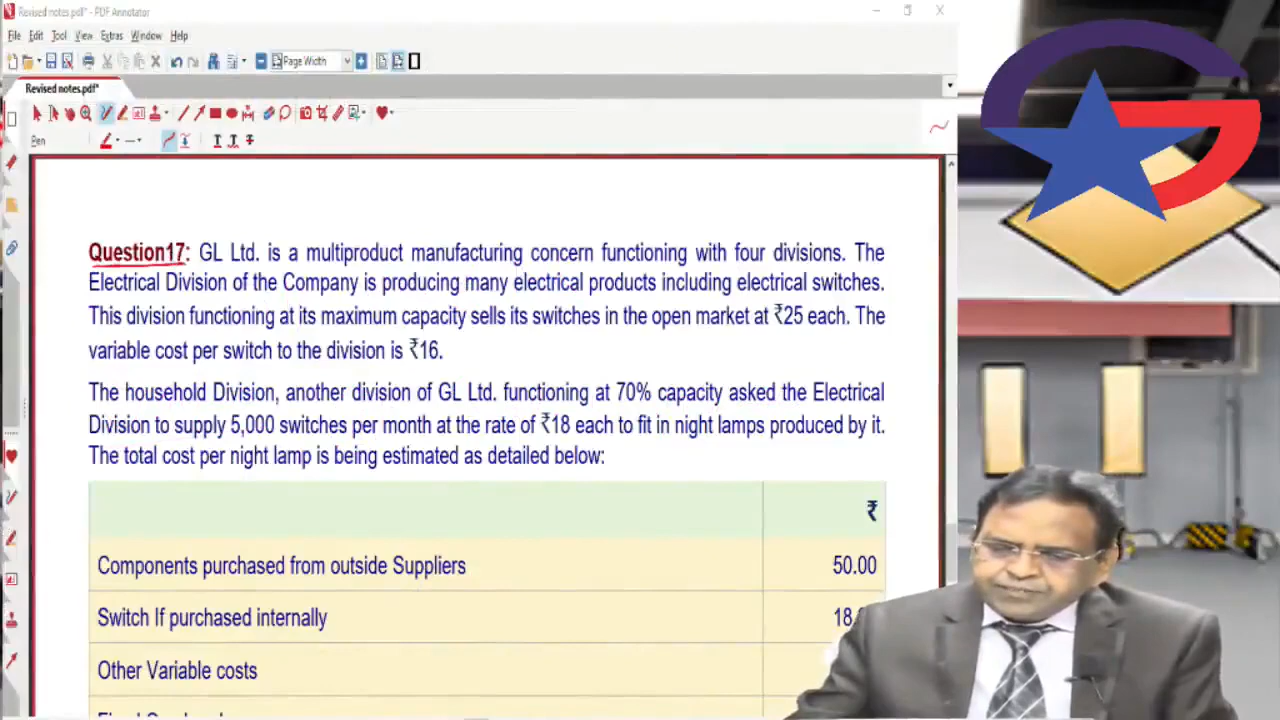 Revised notes.pdf* - PDF Annotator
File Edit Tool View Extras Window Help
Page Width
Revised notes.pdf*
Pen
Question17: GL Ltd. is a multiproduct manufacturing concern functioning with four divisions. The
Electrical Division of the Company is producing many electrical products including electrical switches.
This division functioning at its maximum capacity sells its switches in the open market at ₹25 each. The
variable cost per switch to the division is ₹16.
The household Division, another division of GL Ltd. functioning at 70% capacity asked the Electrical
Division to supply 5,000 switches per month at the rate of ₹18 each to fit in night lamps produced by it.
The total cost per night lamp is being estimated as detailed below:
₹
Components purchased from outside Suppliers 50.00
Switch If purchased internally 18
Other Variable costs